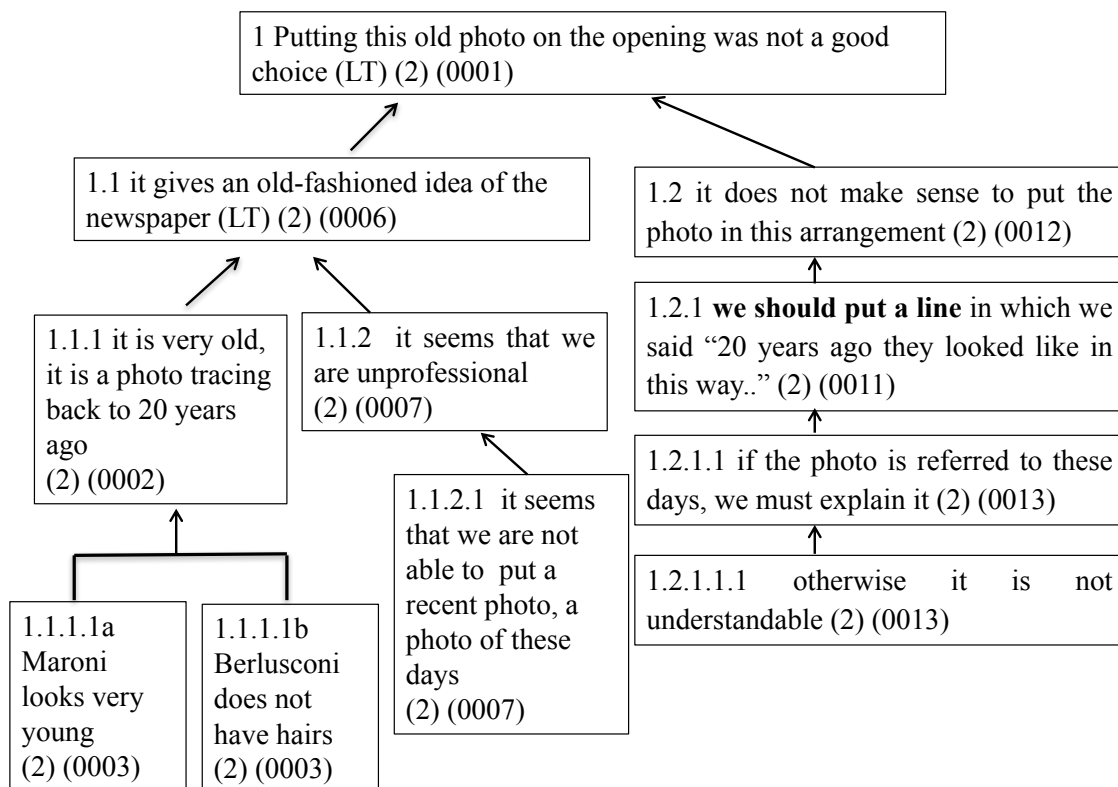 1 Putting this old photo on the opening was not a good
choice (LT) (2) (0001)
1.1 it gives an old-fashioned idea of the
newspaper (LT) (2) (0006)
1.2 it does not make sense to put the
photo in this arrangement (2) (0012)
1.1.1 it is very old,
it is a photo tracing
back to 20 years
ago
(2) (0002)
1.1.2 it seems that we
are unprofessional
(2) (0007)
1.2.1 we should put a line in which we
said “20 years ago they looked like in
this way..” (2) (0011)
1.2.1.1 if the photo is referred to these
days, we must explain it (2) (0013)
1.1.2.1 it seems
that we are not
able to put a
recent photo, a
photo of these
days
(2) (0007)
1.2.1.1.1 otherwise it is not
understandable (2) (0013)
1.1.1.1a
Maroni
looks very
young
(2) (0003)
1.1.1.1b
Berlusconi
does not
have hairs
(2) (0003)